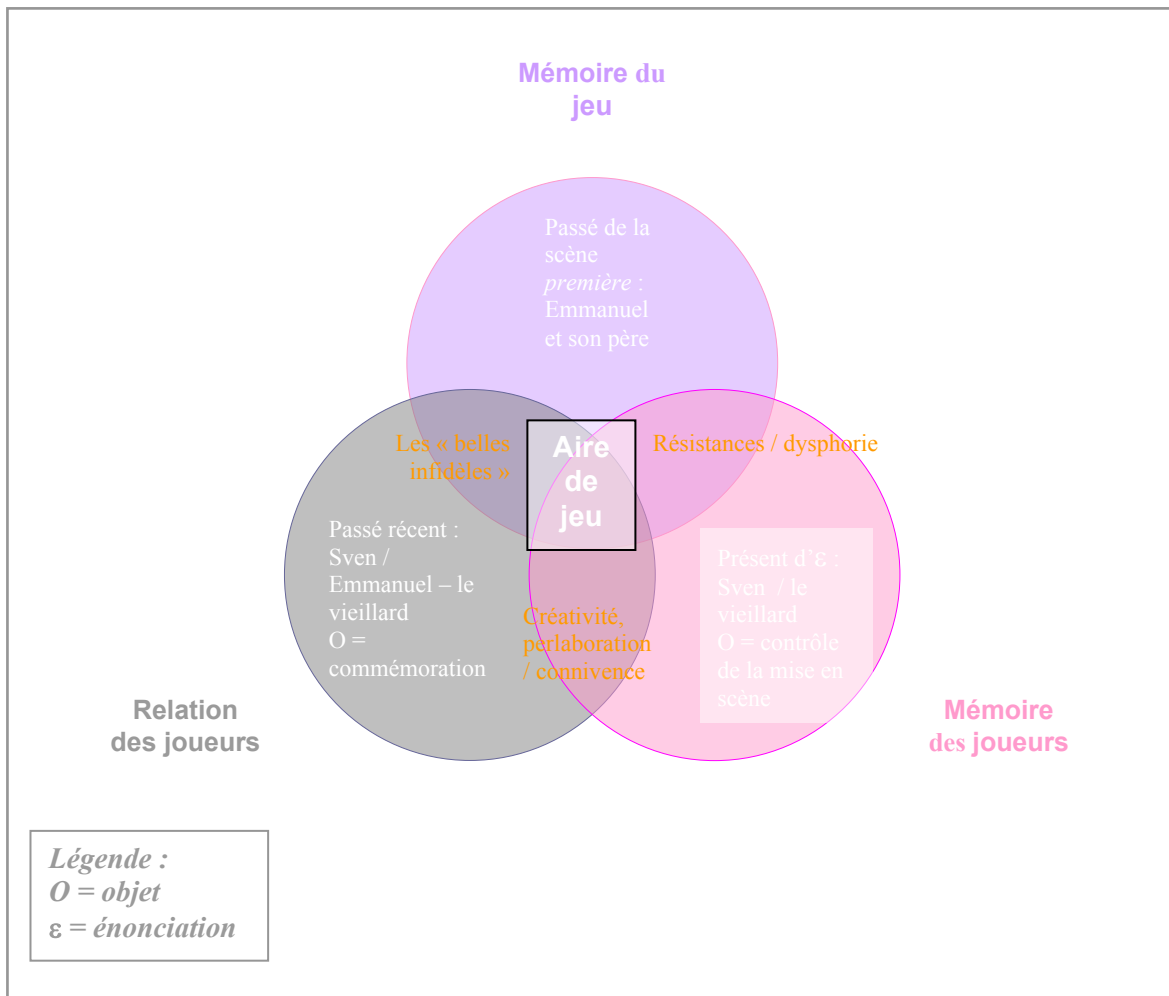 Mémoire du
jeu
Passé de la
scène
première :
Emmanuel
et son père
Les « belles
infidèles »
Aire
de
jeu
Résistances / dysphorie
Passé récent :
Sven /
Emmanuel – le
vieillard
O =
commémoration
Créativité,
perlaboration
/ connivence
Présent d’ε :
Sven / le
vieillard
O = contrôle
de la mise en
scène
Relation
des joueurs
Mémoire
des joueurs
Légende :
O = objet
ε = énonciation